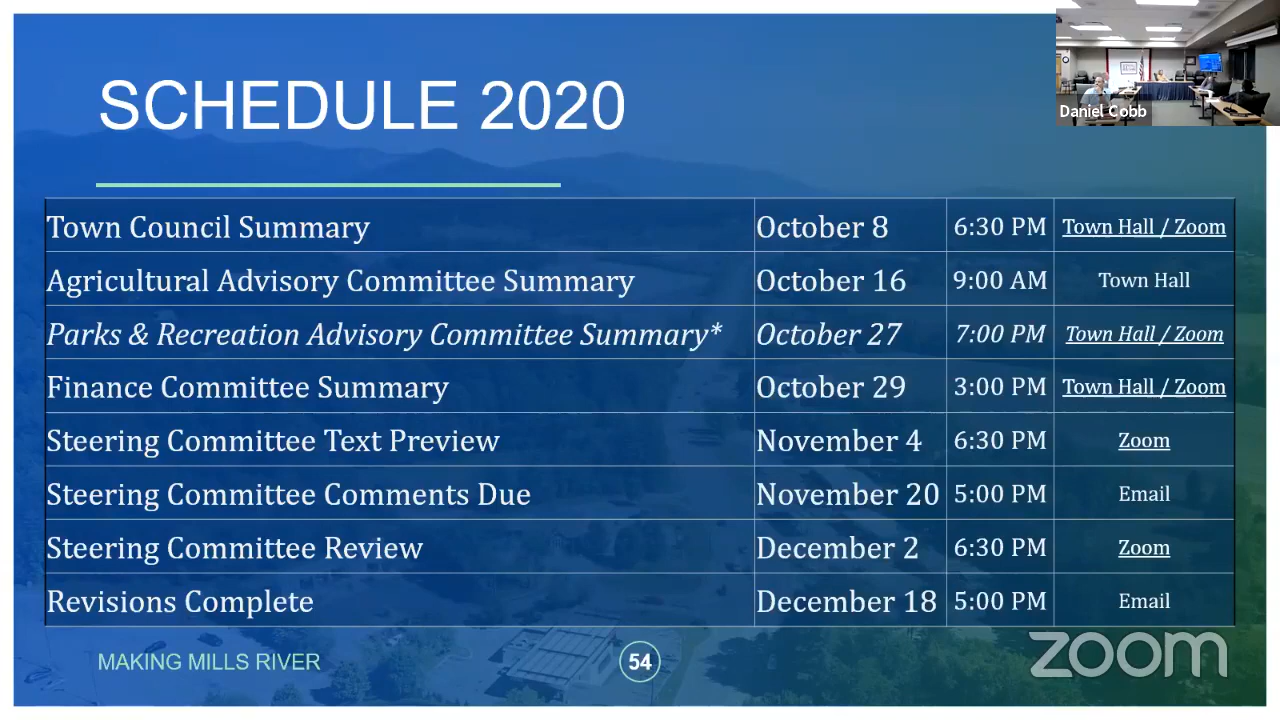 SCHEDULE 2020
Daniel Cobb
Town Council Summary October 8 6:30 PM Town Hall / Zoom
Agricultural Advisory Committee Summary October 16 9:00 AM Town Hall
Parks & Recreation Advisory Committee Summary* October 27 7:00 PM Town Hall / Zoom
Finance Committee Summary October 29 3:00 PM Town Hall / Zoom
Steering Committee Text Preview November 4 6:30 PM Zoom
Steering Committee Comments Due November 20 5:00 PM Email
Steering Committee Review December 2 6:30 PM Zoom
Revisions Complete December 18 5:00 PM Email
MAKING MILLS RIVER 54 zoom